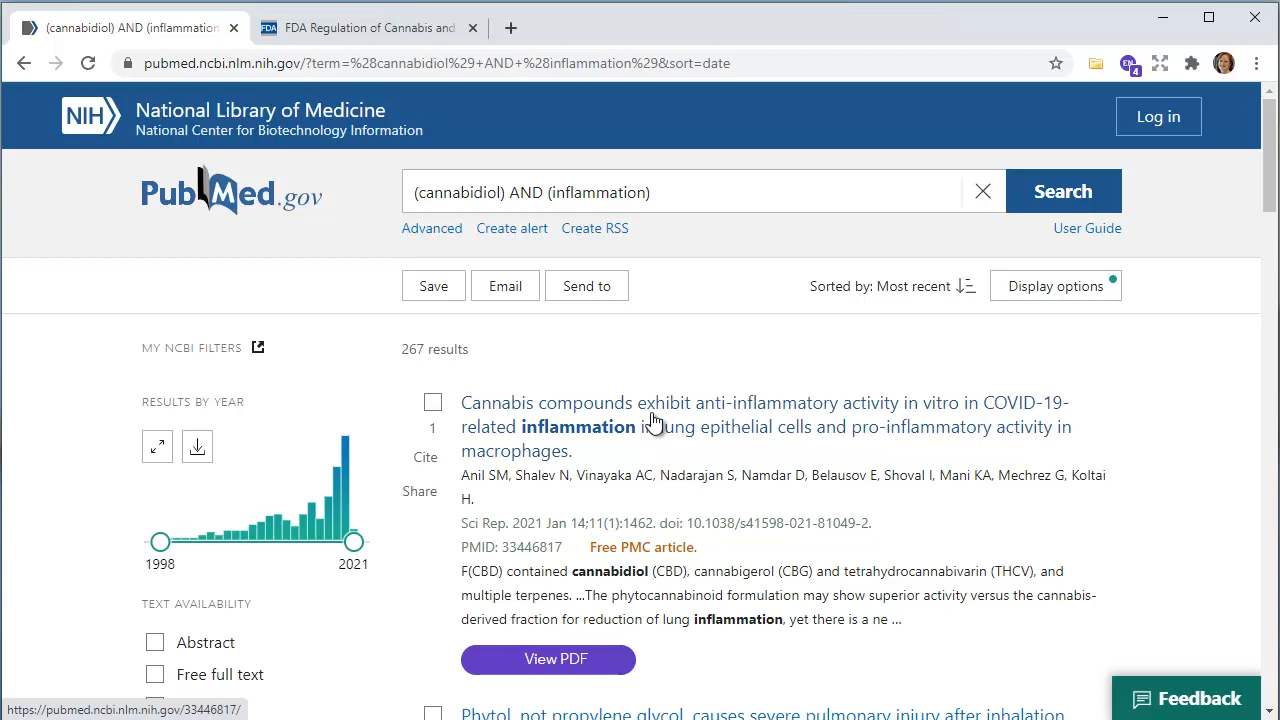 (cannabidiol) AND (inflammation
FDA FDA Regulation of Cannabis and
pubmed.ncbi.nlm.nih.gov/?term=%28cannabidiol%29+AND+%28inflammation%29&sort=date
EN
4
NIH National Library of Medicine
National Center for Biotechnology Information
Log in
PubMed.gov
(cannabidiol) AND (inflammation)
Search
Advanced Create alert Create RSS
User Guide
Save Email Send to
Sorted by: Most recent
Display options
MY NCBI FILTERS
267 results
RESULTS BY YEAR
1998 2021
TEXT AVAILABILITY
Abstract
Free full text
1
Cite
Share
Cannabis compounds exhibit anti-inflammatory activity in vitro in COVID-19-
related inflammation in lung epithelial cells and pro-inflammatory activity in
macrophages.
Anil SM, Shalev N, Vinayaka AC, Nadarajan S, Namdar D, Belausov E, Shoval I, Mani KA, Mechrez G, Koltai
H.
Sci Rep. 2021 Jan 14;11(1):1462. doi: 10.1038/s41598-021-81049-2.
PMID: 33446817 Free PMC article.
F(CBD) contained cannabidiol (CBD), cannabigerol (CBG) and tetrahydrocannabivarin (THCV), and
multiple terpenes. ...The phytocannabinoid formulation may show superior activity versus the cannabis-
derived fraction for reduction of lung inflammation, yet there is a ne ...
View PDF
Phytol, not propylene glycol, causes severe pulmonary injury after inhalation
Feedback
https://pubmed.ncbi.nlm.nih.gov/33446817/